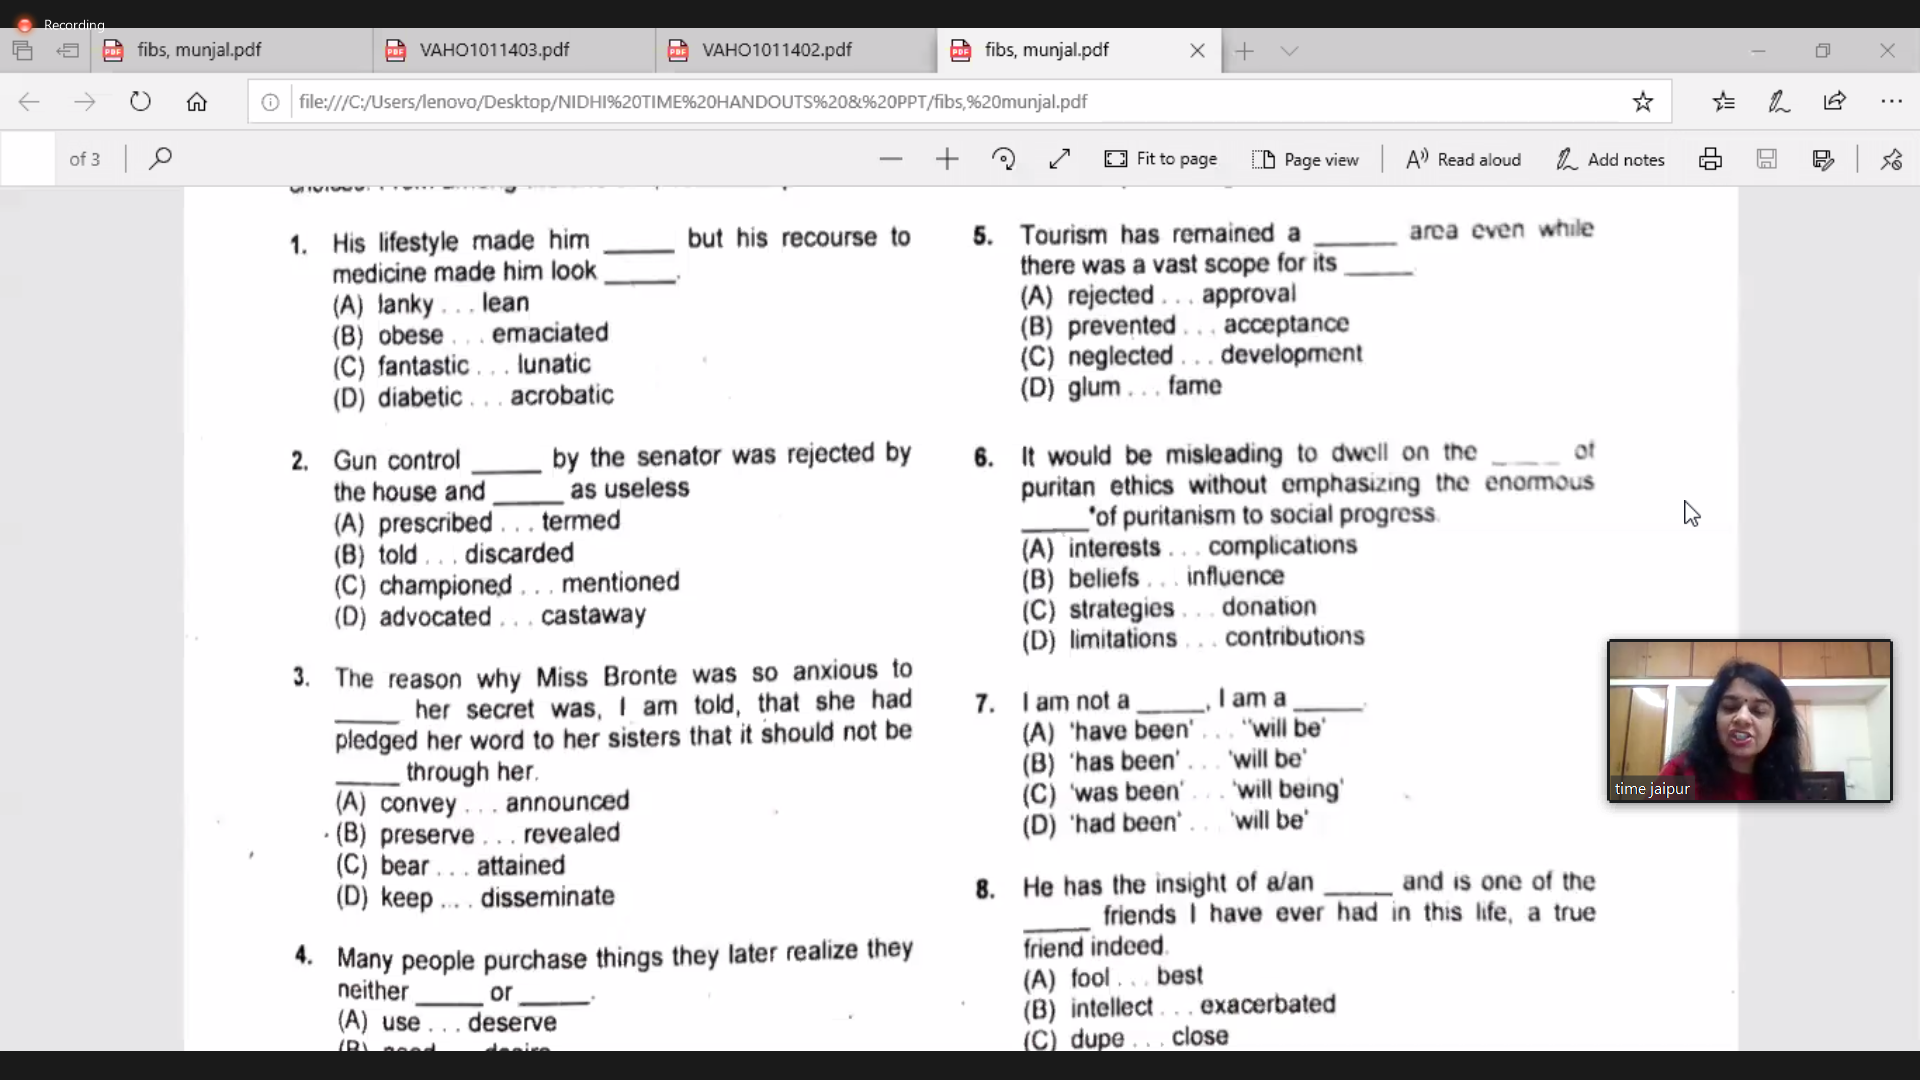 Recording
fibs, munjal.pdf
VAHO1011403.pdf
VAHO1011402.pdf
fibs, munjal.pdf
file:///C:/Users/lenovo/Desktop/NIDHI%20TIME%20HANDOUTS%20&%20PPT/fibs,%20munjal.pdf
of 3
Fit to page
Page view
Read aloud
Add notes
1. His lifestyle made him _____ but his recourse to
medicine made him look _____.
(A) lanky . . . lean
(B) obese . . . emaciated
(C) fantastic . . . lunatic
(D) diabetic . . . acrobatic
2. Gun control _____ by the senator was rejected by
the house and _____ as useless
(A) prescribed . . . termed
(B) told . . . discarded
(C) championed . . . mentioned
(D) advocated . . . castaway
3. The reason why Miss Bronte was so anxious to
_____ her secret was, I am told, that she had
pledged her word to her sisters that it should not be
_____ through her.
(A) convey . . . announced
(B) preserve . . . revealed
(C) bear . . . attained
(D) keep . . . disseminate
4. Many people purchase things they later realize they
neither _____ or _____.
(A) use . . . deserve
5. Tourism has remained a _____ area even while
there was a vast scope for its _____
(A) rejected . . . approval
(B) prevented . . . acceptance
(C) neglected . . . development
(D) glum . . . fame
6. It would be misleading to dwell on the _____ of
puritan ethics without emphasizing the enormous
_____ of puritanism to social progress.
(A) interests . . . complications
(B) beliefs . . . influence
(C) strategies . . . donation
(D) limitations . . . contributions
7. I am not a _____, I am a _____.
(A) 'have been' . . . ''will be'
(B) 'has been' . . . 'will be'
(C) 'was been' . . . 'will being'
(D) 'had been' . . . 'will be'
8. He has the insight of a/an _____ and is one of the
_____ friends I have ever had in this life, a true
friend indeed.
(A) fool . . . best
(B) intellect . . . exacerbated
(C) dupe . . . close
time jaipur